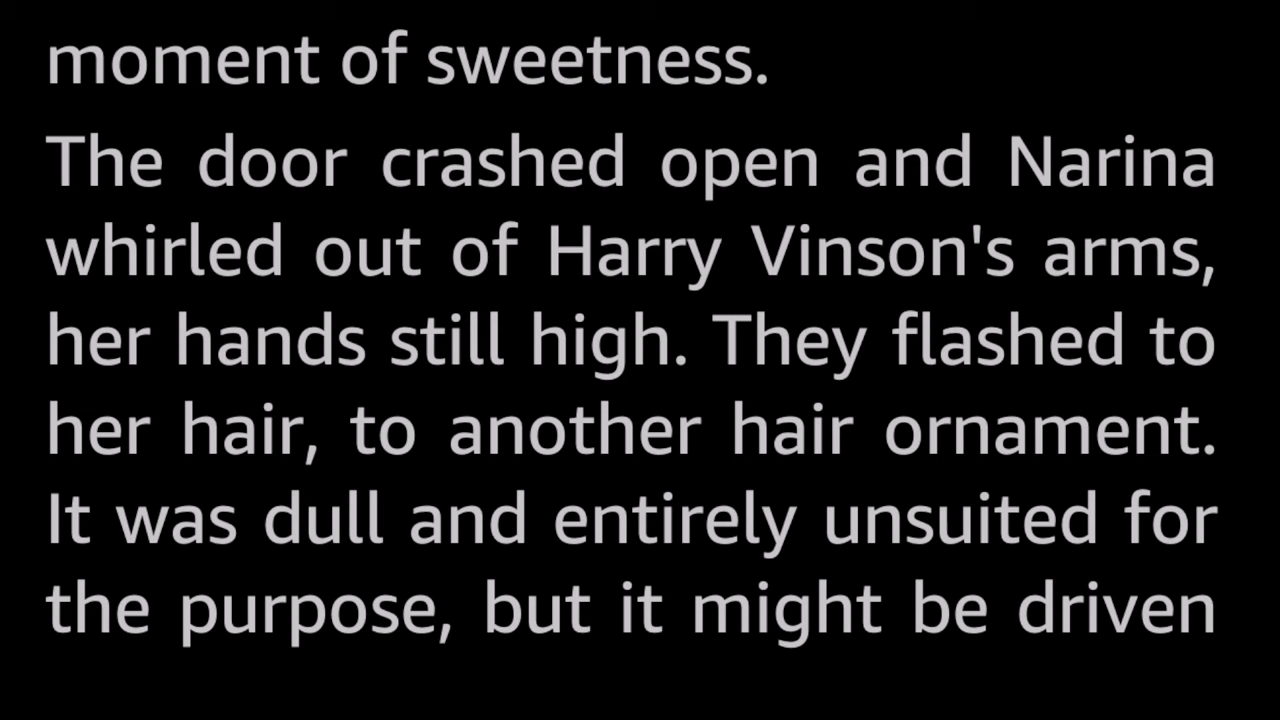 moment of sweetness.
The door crashed open and Narina
whirled out of Harry Vinson's arms,
her hands still high. They flashed to
her hair, to another hair ornament.
It was dull and entirely unsuited for
the purpose, but it might be driven